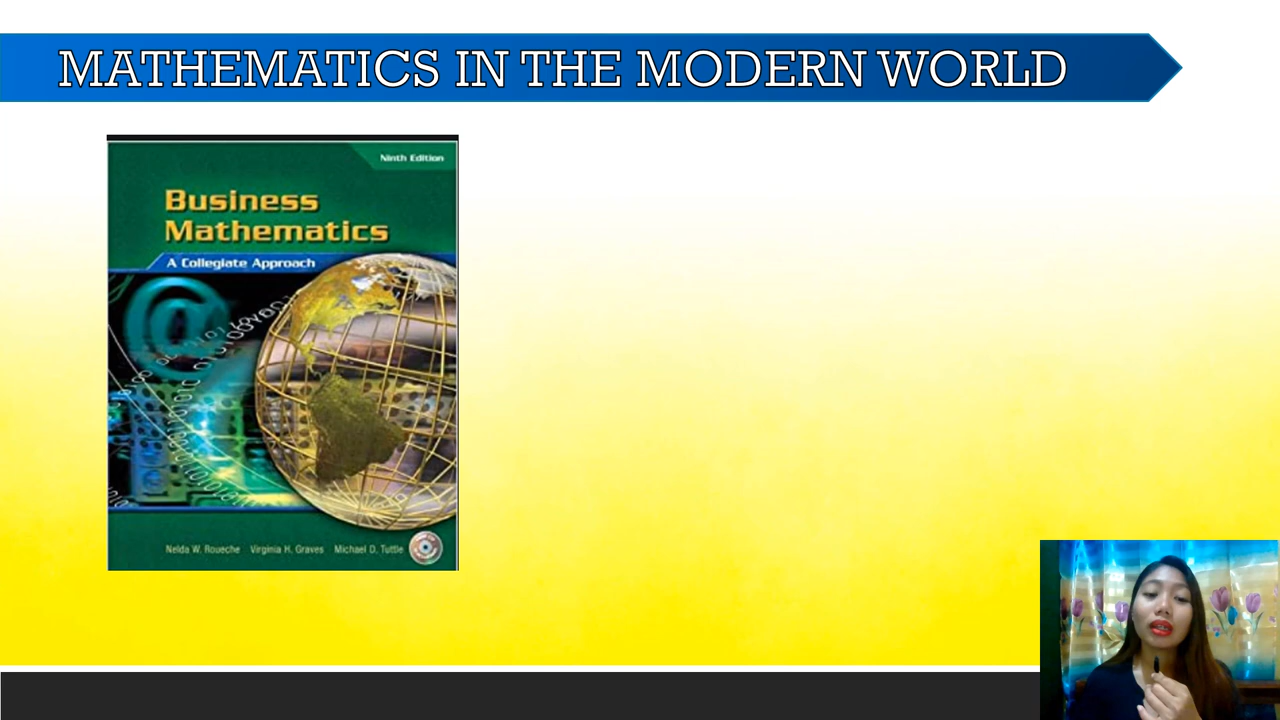 MATHEMATICS IN THE MODERN WORLD
Ninth Edition
Business
Mathematics
A Collegiate Approach
@
Nelda W. Roueche Virginia H. Graves Michael D. Tuttle